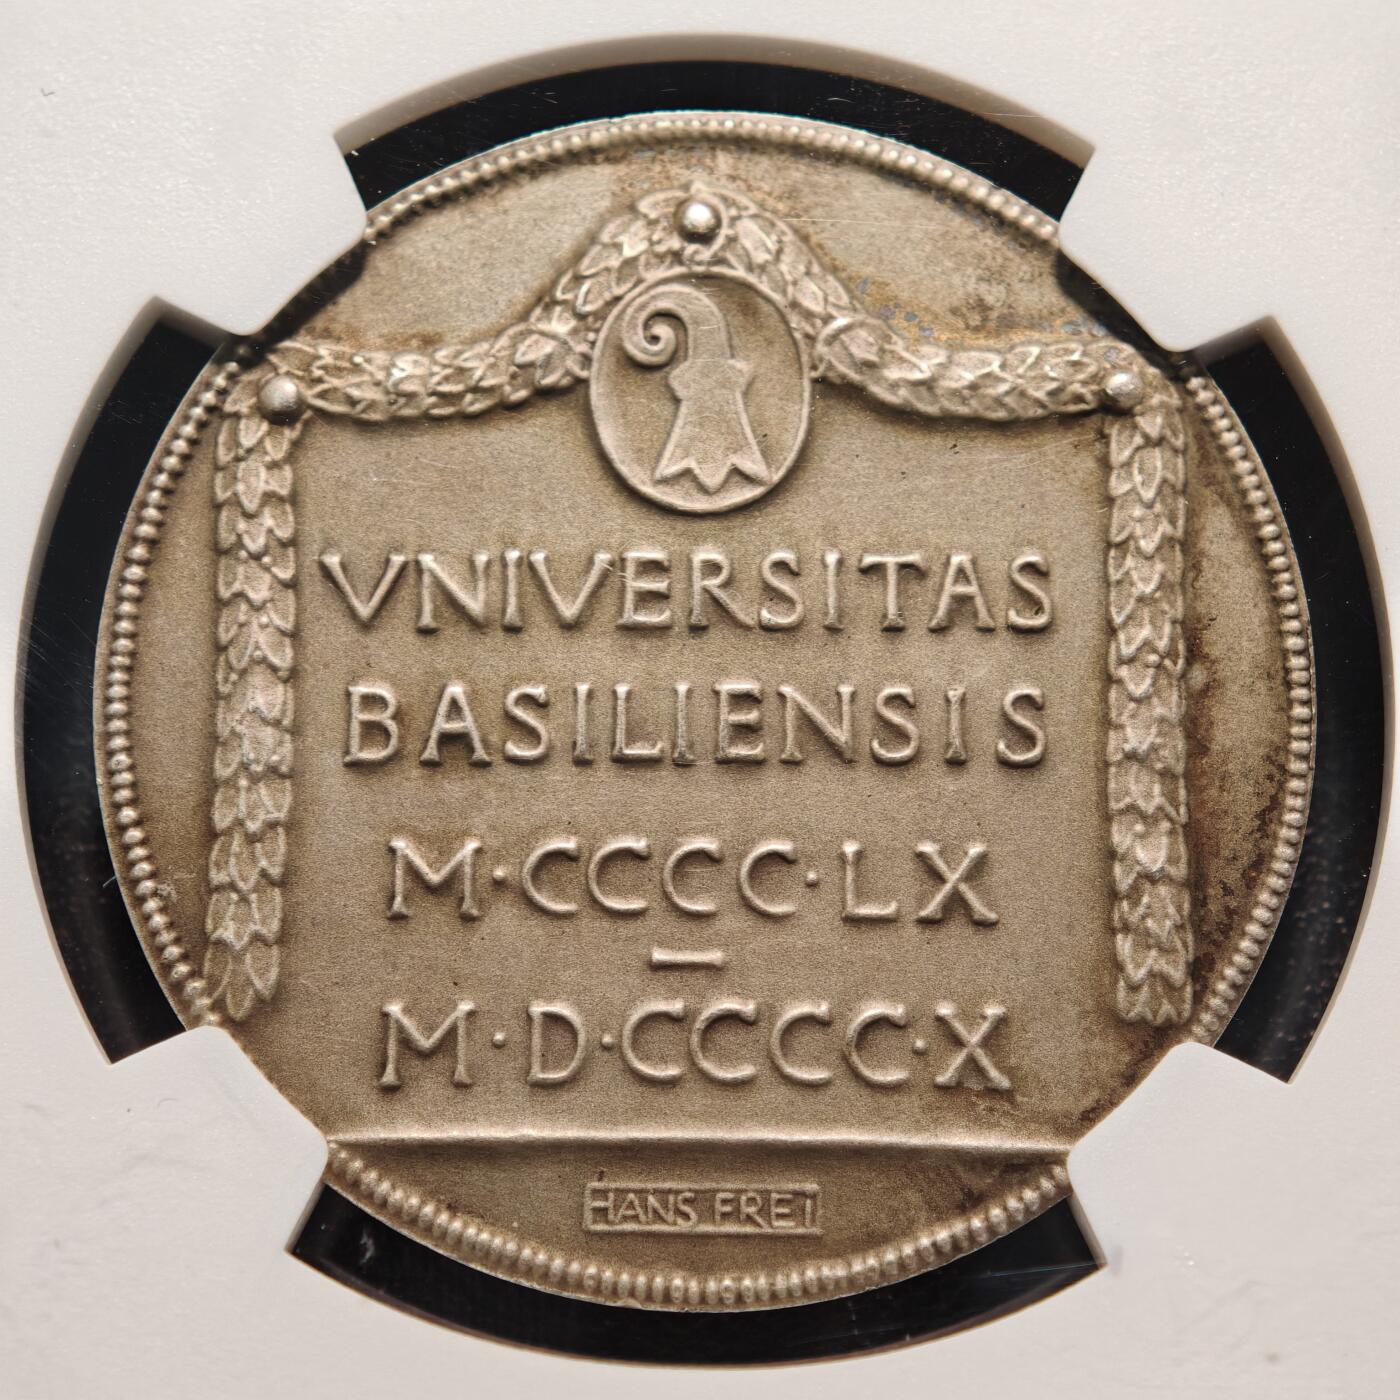 VNIVERSITAS
BASILIENSIS
M·CCCC·LX
—
M·D·CCCC·X
HANS FREI